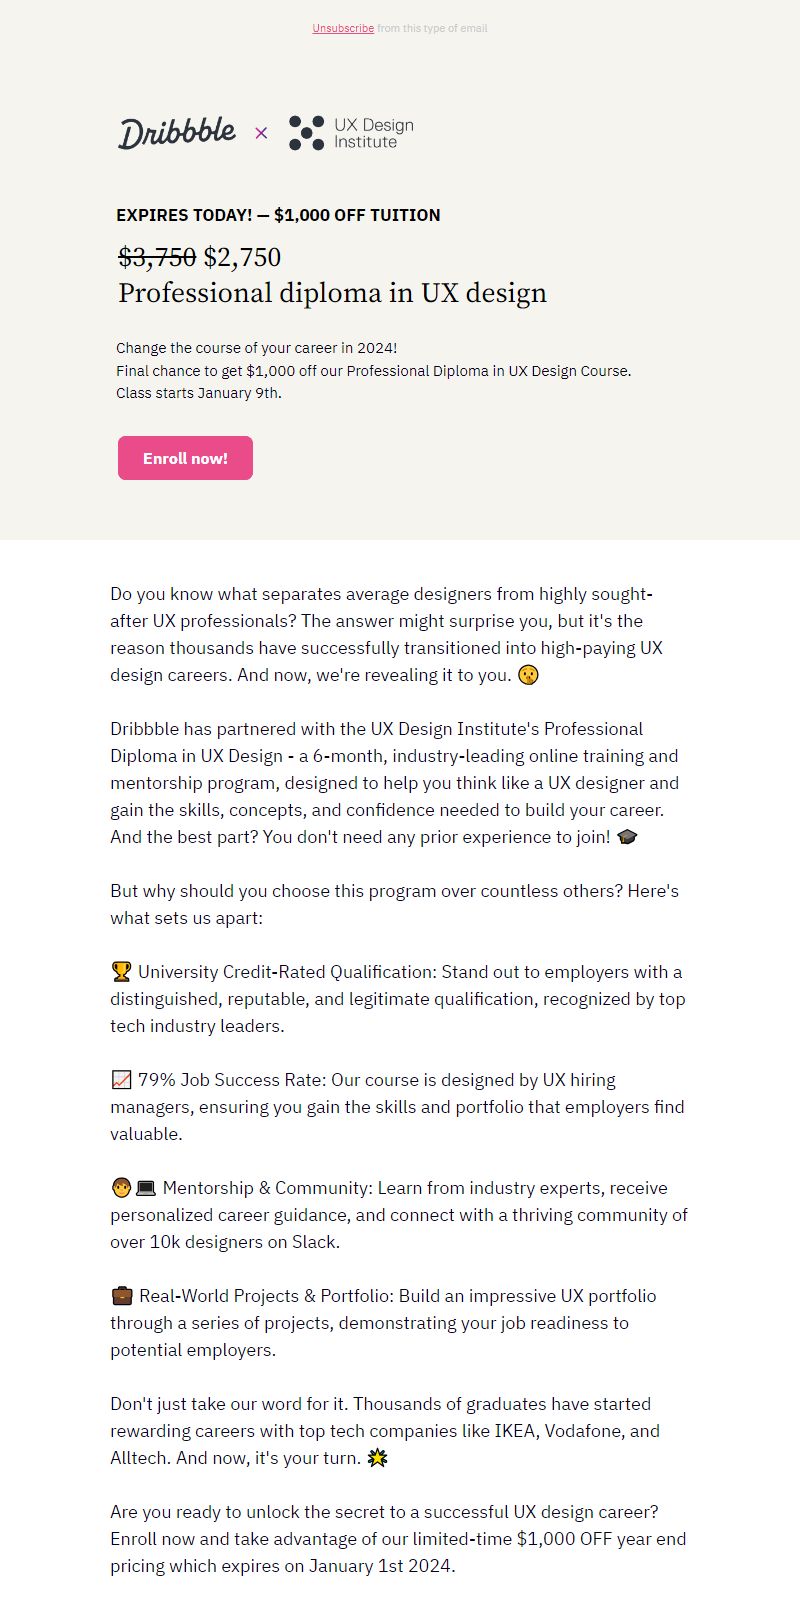 Unsubscribe from this type of email
Dribbble × UX Design
Institute
EXPIRES TODAY! — $1,000 OFF TUITION
$3,750 $2,750
Professional diploma in UX design
Change the course of your career in 2024!
Final chance to get $1,000 off our Professional Diploma in UX Design Course.
Class starts January 9th.
Enroll now!
Do you know what separates average designers from highly sought-
after UX professionals? The answer might surprise you, but it's the
reason thousands have successfully transitioned into high-paying UX
design careers. And now, we're revealing it to you. 🤫
Dribbble has partnered with the UX Design Institute's Professional
Diploma in UX Design - a 6-month, industry-leading online training and
mentorship program, designed to help you think like a UX designer and
gain the skills, concepts, and confidence needed to build your career.
And the best part? You don't need any prior experience to join! 🎓
But why should you choose this program over countless others? Here's
what sets us apart:
🏆 University Credit-Rated Qualification: Stand out to employers with a
distinguished, reputable, and legitimate qualification, recognized by top
tech industry leaders.
📈 79% Job Success Rate: Our course is designed by UX hiring
managers, ensuring you gain the skills and portfolio that employers find
valuable.
🧑💻 Mentorship & Community: Learn from industry experts, receive
personalized career guidance, and connect with a thriving community of
over 10k designers on Slack.
💼 Real-World Projects & Portfolio: Build an impressive UX portfolio
through a series of projects, demonstrating your job readiness to
potential employers.
Don't just take our word for it. Thousands of graduates have started
rewarding careers with top tech companies like IKEA, Vodafone, and
Alltech. And now, it's your turn. 🌟
Are you ready to unlock the secret to a successful UX design career?
Enroll now and take advantage of our limited-time $1,000 OFF year end
pricing which expires on January 1st 2024.